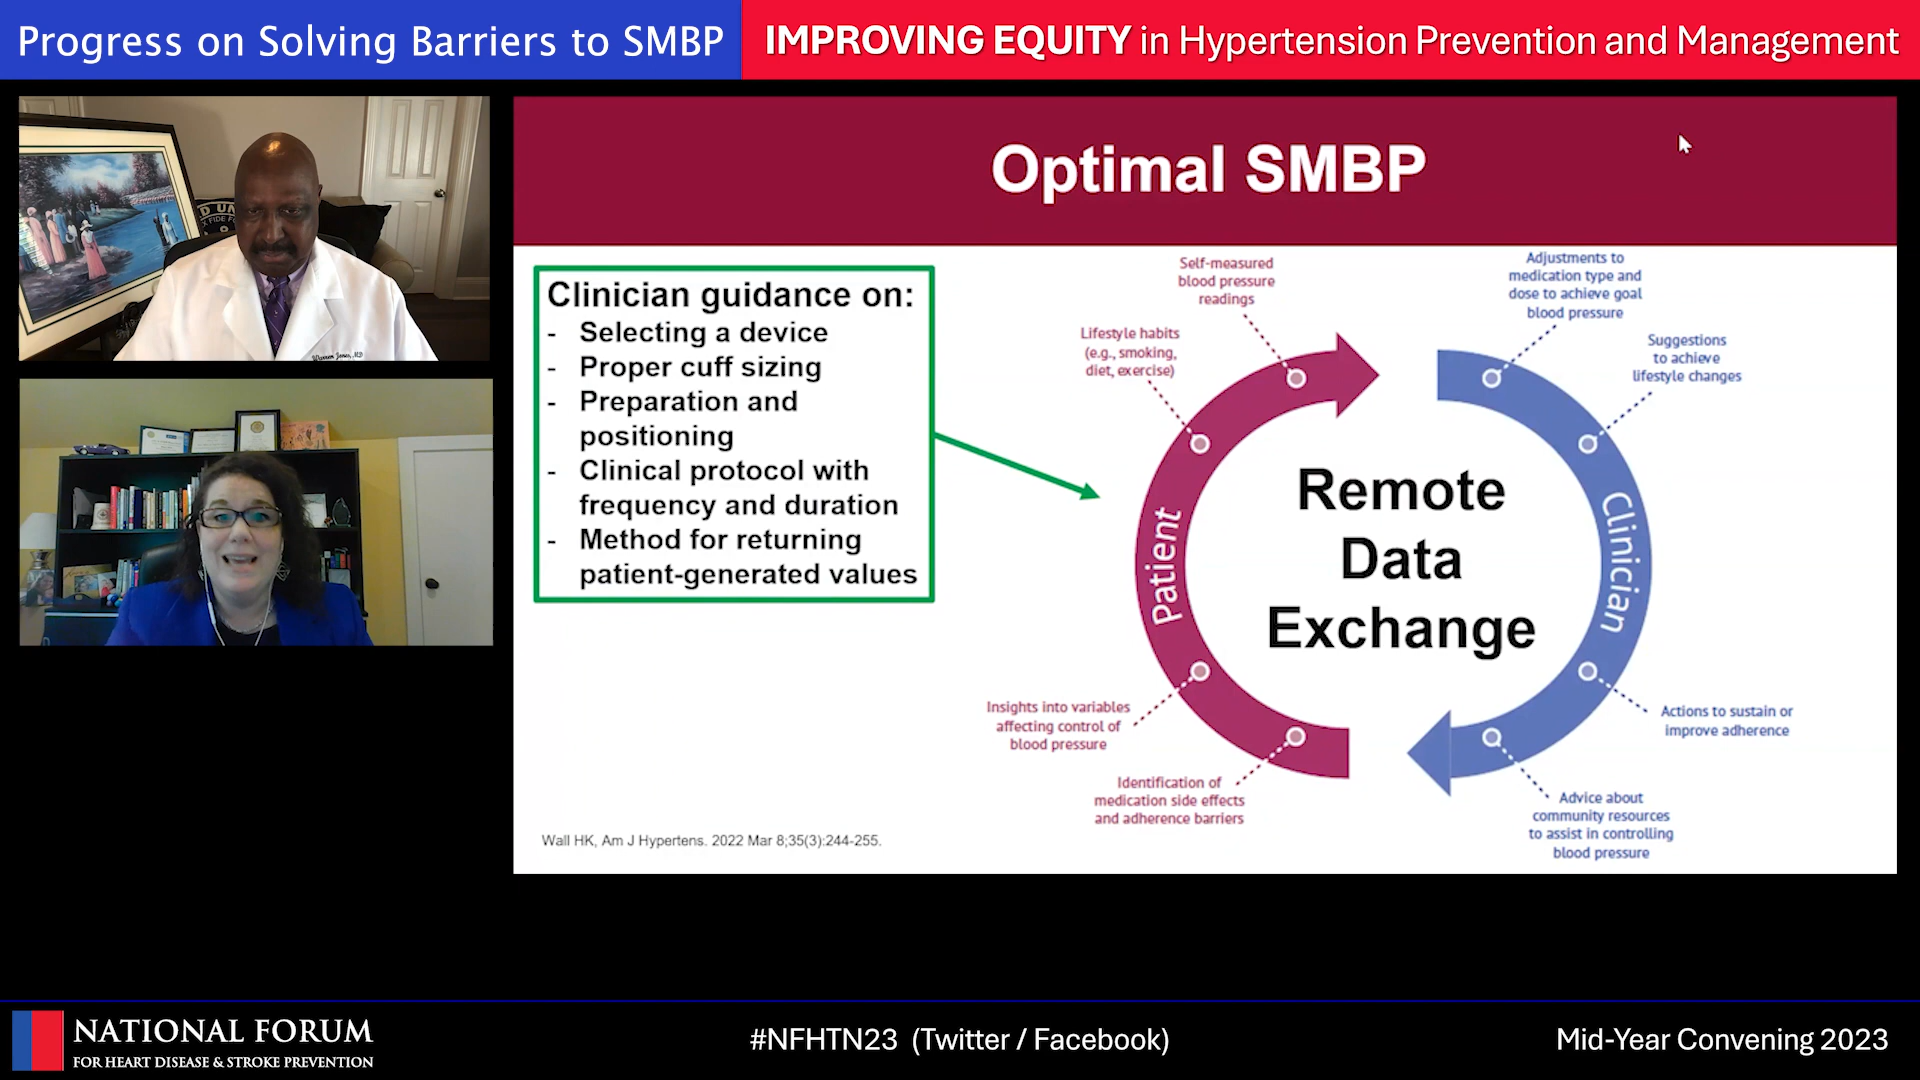 Progress on Solving Barriers to SMBP
IMPROVING EQUITY in Hypertension Prevention and Management
Warren Jones, MD
Optimal SMBP
Clinician guidance on:
- Selecting a device
- Proper cuff sizing
- Preparation and
positioning
- Clinical protocol with
frequency and duration
- Method for returning
patient-generated values
Self-measured
blood pressure
readings
Lifestyle habits
(e.g., smoking,
diet, exercise)
Patient
Insights into variables
affecting control of
blood pressure
Identification of
medication side effects
and adherence barriers
Remote
Data
Exchange
Adjustments to
medication type and
dose to achieve goal
blood pressure
Suggestions
to achieve
lifestyle changes
Clinician
Actions to sustain or
improve adherence
Advice about
community resources
to assist in controlling
blood pressure
Wall HK, Am J Hypertens. 2022 Mar 8;35(3):244-255.
NATIONAL FORUM
FOR HEART DISEASE & STROKE PREVENTION
#NFHTN23 (Twitter / Facebook)
Mid-Year Convening 2023